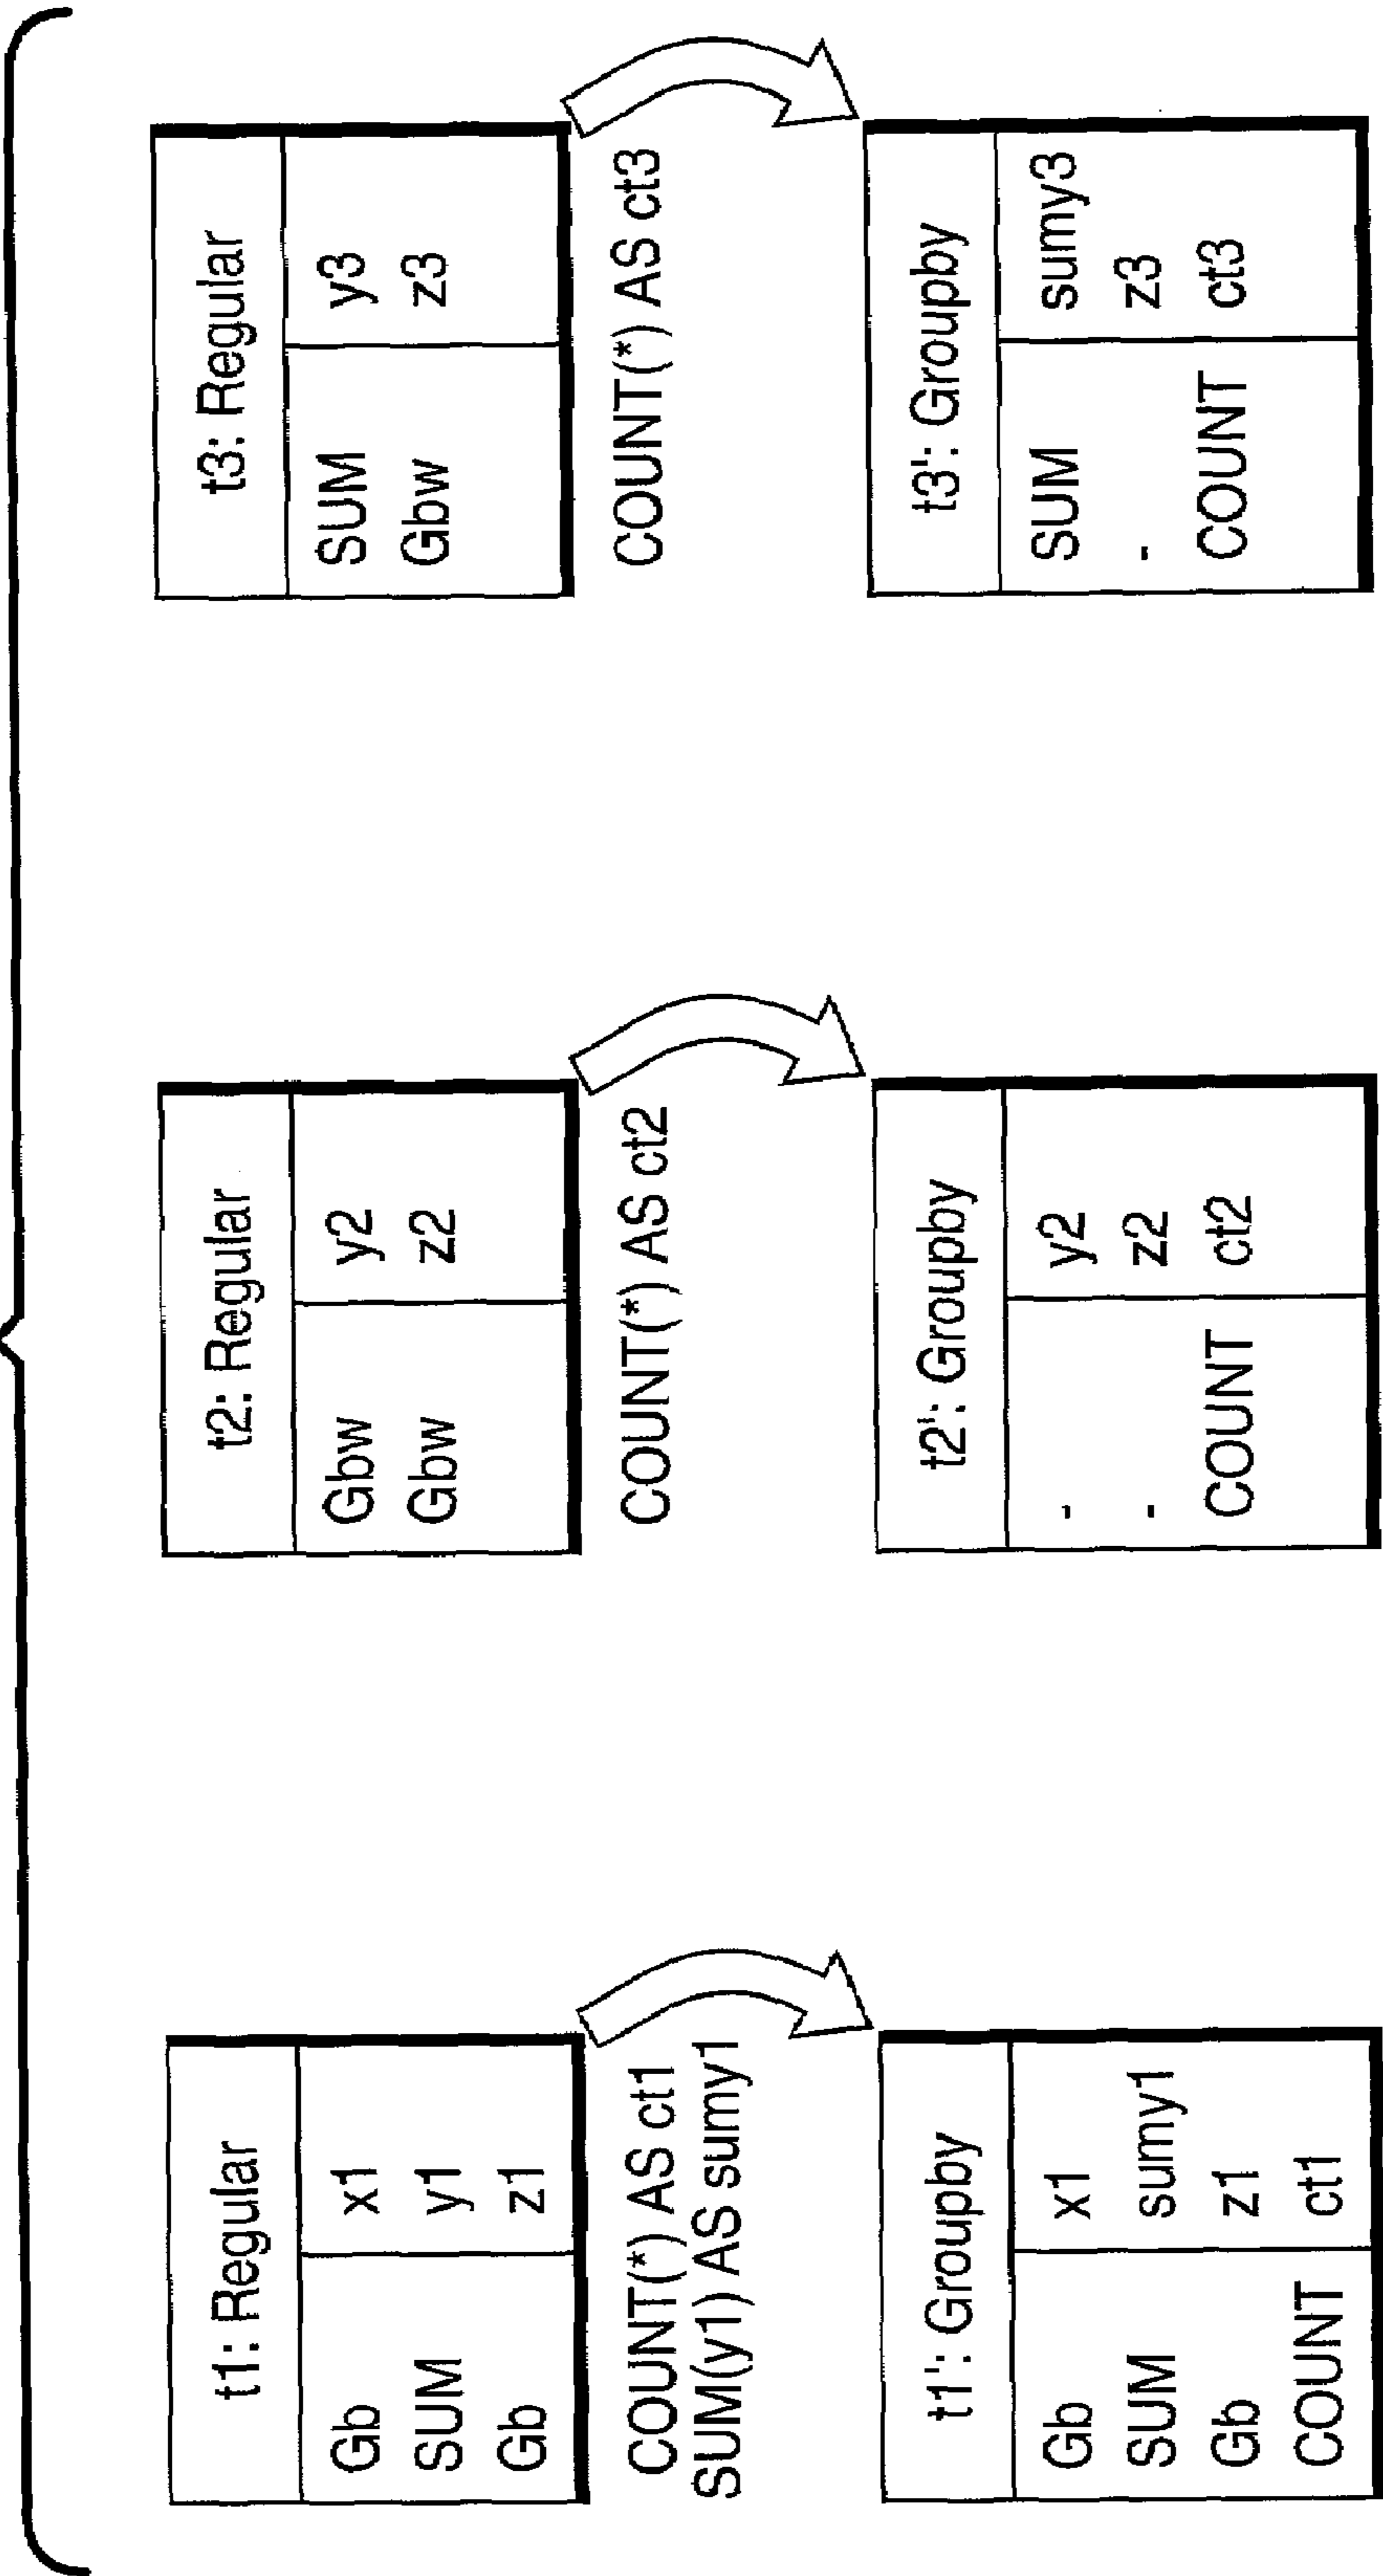 t1: Regular
Gb x1
SUM y1
Gb z1
COUNT(*) AS ct1
SUM(y1) AS sumy1
t1': Groupby
Gb x1
SUM sumy1
Gb z1
COUNT ct1
t2: Regular
Gbw y2
Gbw z2
COUNT(*) AS ct2
t2': Groupby
- y2
- z2
COUNT ct2
t3: Regular
SUM y3
Gbw z3
COUNT(*) AS ct3
t3': Groupby
SUM sumy3
- z3
COUNT ct3